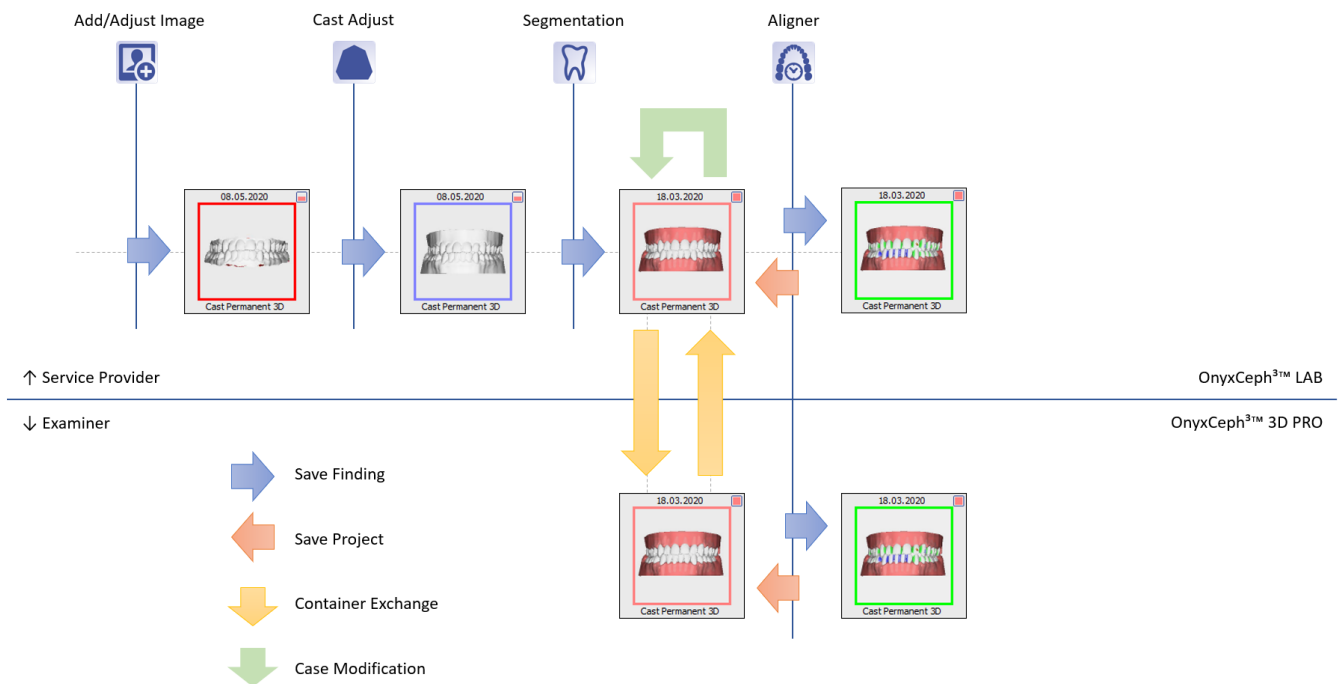 Add/Adjust Image
Cast Adjust
Segmentation
Aligner
08.05.2020
Cast Permanent 3D
08.05.2020
Cast Permanent 3D
18.03.2020
Cast Permanent 3D
18.03.2020
Cast Permanent 3D
↑ Service Provider
OnyxCeph³™ LAB
↓ Examiner
OnyxCeph³™ 3D PRO
Save Finding
Save Project
Container Exchange
Case Modification
18.03.2020
Cast Permanent 3D
18.03.2020
Cast Permanent 3D